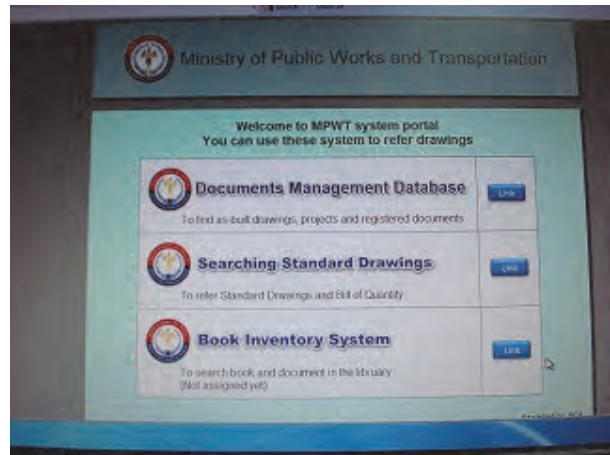 Ministry of Public Works and Transportation
Welcome to MPWT system portal
You can use these system to refer drawings
Documents Management Database
Link
To find as-built drawings, projects and registered documents
Searching Standard Drawings
Link
To refer Standard Drawings and Bill of Quantity
Book Inventory System
Link
To search book and document in the libruary
(Not assigned yet)